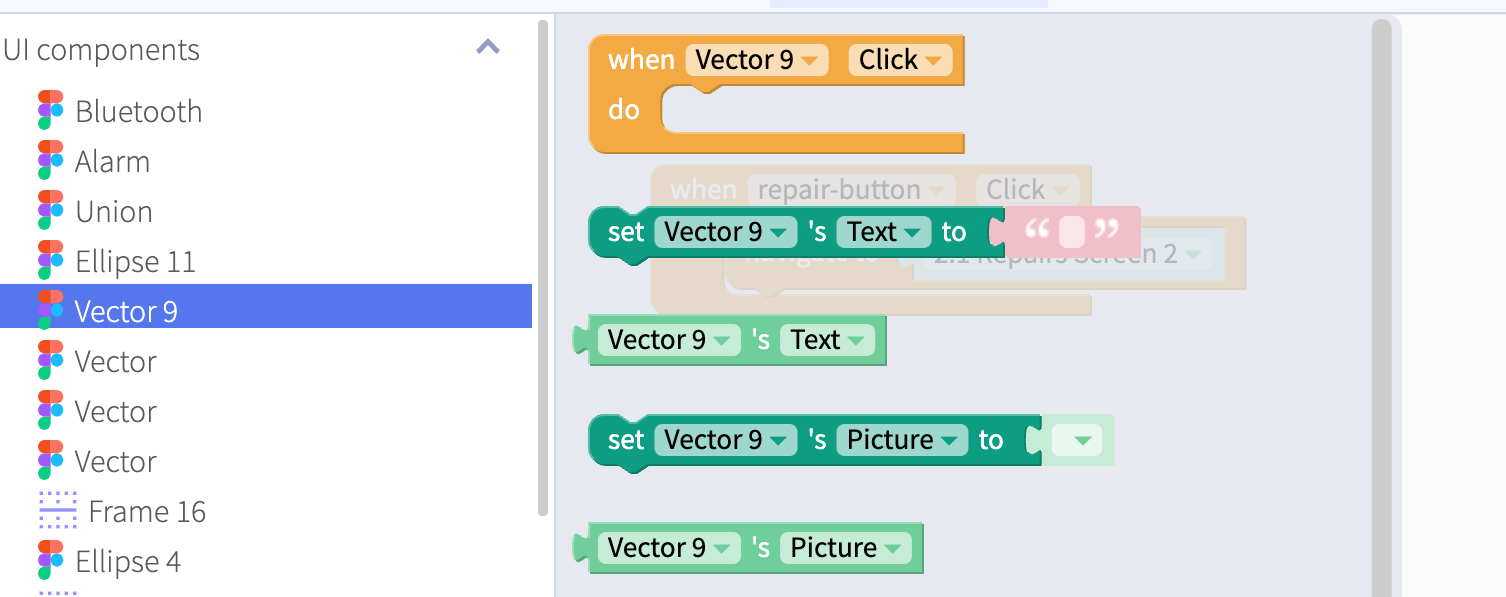 UI components
Bluetooth
Alarm
Union
Ellipse 11
Vector 9
Vector
Vector
Vector
Frame 16
Ellipse 4
when Vector 9 Click
do
when repair-button Click
set Vector 9 's Text to “ ”
navigate to 2.1 Repairs Screen 2
Vector 9 's Text
set Vector 9 's Picture to
Vector 9 's Picture